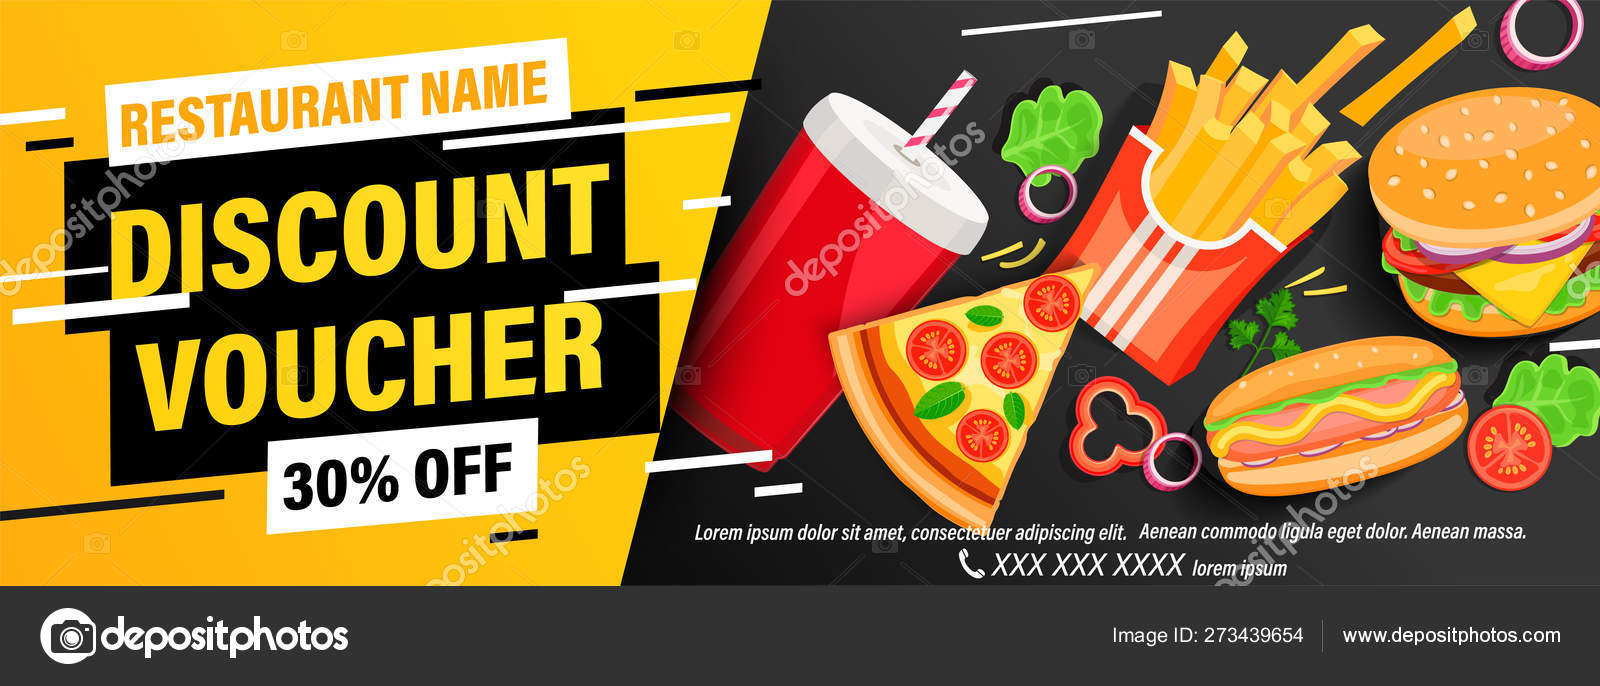 RESTAURANT NAME
DISCOUNT
VOUCHER
30% OFF
Lorem ipsum dolor sit amet, consectetuer adipiscing elit. Aenean commodo ligula eget dolor. Aenean massa.
XXX XXX XXXX lorem ipsum
depositphotos
Image ID: 273439654 www.depositphotos.com